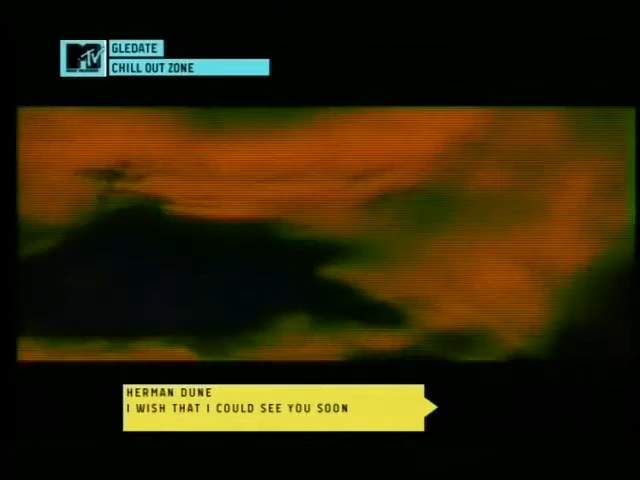 MTV
GLEDATE
CHILL OUT ZONE
HERMAN DUNE
I WISH THAT I COULD SEE YOU SOON